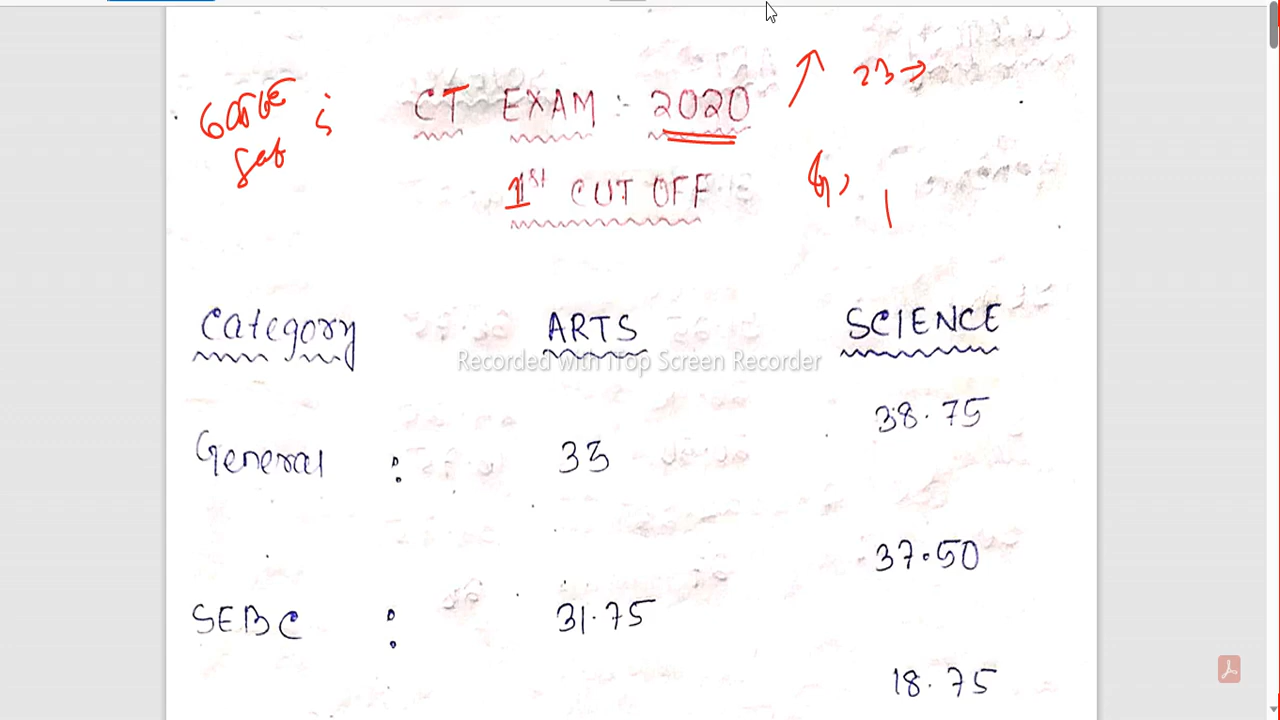 CT EXAM :- 2020
23 →
1st CUT OFF
Category ARTS SCIENCE
Recorded with iTop Screen Recorder
38.75
General : 33
37.50
SEBC : 31.75
18.75